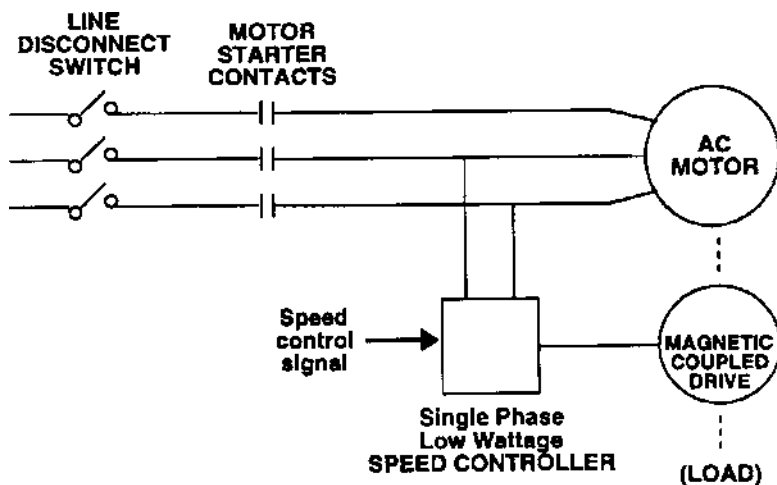 LINE
DISCONNECT
SWITCH
MOTOR
STARTER
CONTACTS
AC
MOTOR
Speed
control
signal
MAGNETIC
COUPLED
DRIVE
Single Phase
Low Wattage
SPEED CONTROLLER
(LOAD)